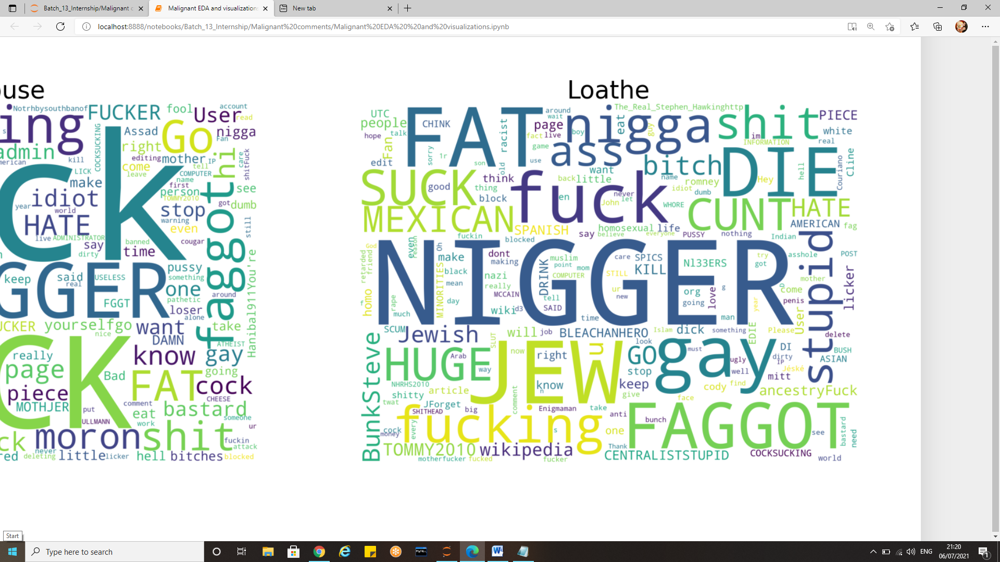 Batch_13_Internship/Malignant c
Malignant EDA and visualizations
New tab
localhost:8888/notebooks/Batch_13_Internship/Malignant%20comments/Malignant%20EDA%20%20and%20visualizations.ipynb
ouse
ing
Notrhbysouthbanof
FUCKER
fool
User
account
read
s
Assad
Go
nigga
Fan
COCKSUCKING
admin
right
hi
care
shitFuck
merican
kill
editing
mother
IP
LICK
come
tell
leave
COMPUTER
make
name
first
person
see
idiot
TOMMY2010
year
world
stop
got
dumb
HATE
warning
even
still
live
ADMINISTRATOR
say
banned
cougar
dirty
time
CK
faggot
GGER
keep
said
real
USELESS
pussy
something
one
around
FGGT
pathetic
loser
alone
Hanibal911You're
UCKER
yourselfgo
nice
want
take
DAMN
ATHEIST
really
know
gay
page
Bad
going
CK
FAT
cock
piece
CHEESE
MOTHJER
put
comment
bastard
eat
someone
ULLMANN
work
ur
ck
moron
shit
fuckin
attack
never
red
deleting
little
licker
hell
bitches
blocked
Loathe
UTC
people
FAT
around
wait
The_Real_Stephen_Hawkinghttp
shit
PIECE
CHINK
page
nigga
eat
guy
white
hope
talk
racist
fact
live
boy
im
INFORMATION
real
Fan
sorry
1r
game
ass
edit
son
use
bitch
DIE
hell
Couriano
Cline
old
want
SUCK
think
back
little
name
romney
Hey
good
thing
fuck
never
idiot
dumb
block
en
John
let
WHORE
MEXICAN
CUNT
HATE
SPANISH
homosexual
life
AMERICAN
fag
fuckin
say
believe
everyone
PUSSY
nothing
Indian
God
even
reason
Oh
blocked
NIGGER
stupid
retarded
friend
make
dont
making
muslim
point
mom
care
SPICS
try
got
asshole
POST
MINORITIES
black
nazi
DRINK
COMPUTER
STILL
KILL
Nl33ERS
licker
mean
really
ur
D
come
mother
homo
f
rape
much
day
MCCAIN
tell
new
org
going
love
g
year
penis
wiki
d3
SAID
time
man
User
SCUM
Jewish
SLUT
will
job
BLEACHANHERO
Islam
dick
something
EDIE
Please
delete
BunkSteve
look
HUGE
Arab
way
now
JEW
u
right
GO
gay
must
ugly
DI
dirty
IP
BUSH
ASIAN
stop
well
Jéské
mitt
NHRHS2010
know
n
keep
cody
find
ancestryFuck
shitty
article
give
face
twat
JForget
comment
SHITHEAD
big
Enigmaman
take
anti
bunch
FAGGOT
fucking
cock
money
every
s
one
see
bastard
need
TOMMY2010
wikipedia
Thank
CENTRALISTSTUPID
COCKSUCKING
motherfucker
fucked
fucker
world
Start
Type here to search
MySQL
ENG
21:20
06/07/2021
1